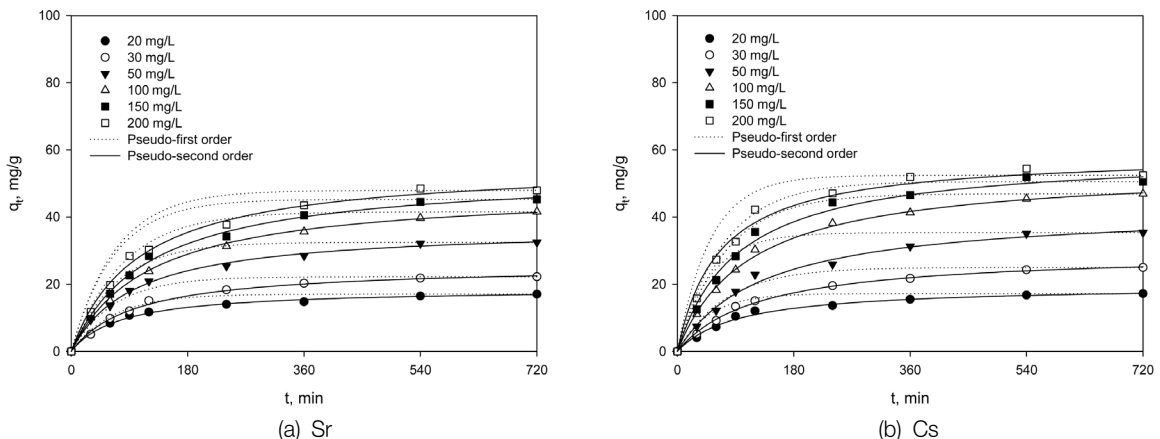 100
80
60
40
20
0
qt, mg/g
20 mg/L
30 mg/L
50 mg/L
100 mg/L
150 mg/L
200 mg/L
Pseudo-first order
Pseudo-second order
0 180 360 540 720
t, min
(a) Sr
100
80
60
40
20
0
qt, mg/g
20 mg/L
30 mg/L
50 mg/L
100 mg/L
150 mg/L
200 mg/L
Pseudo-first order
Pseudo-second order
0 180 360 540 720
t, min
(b) Cs